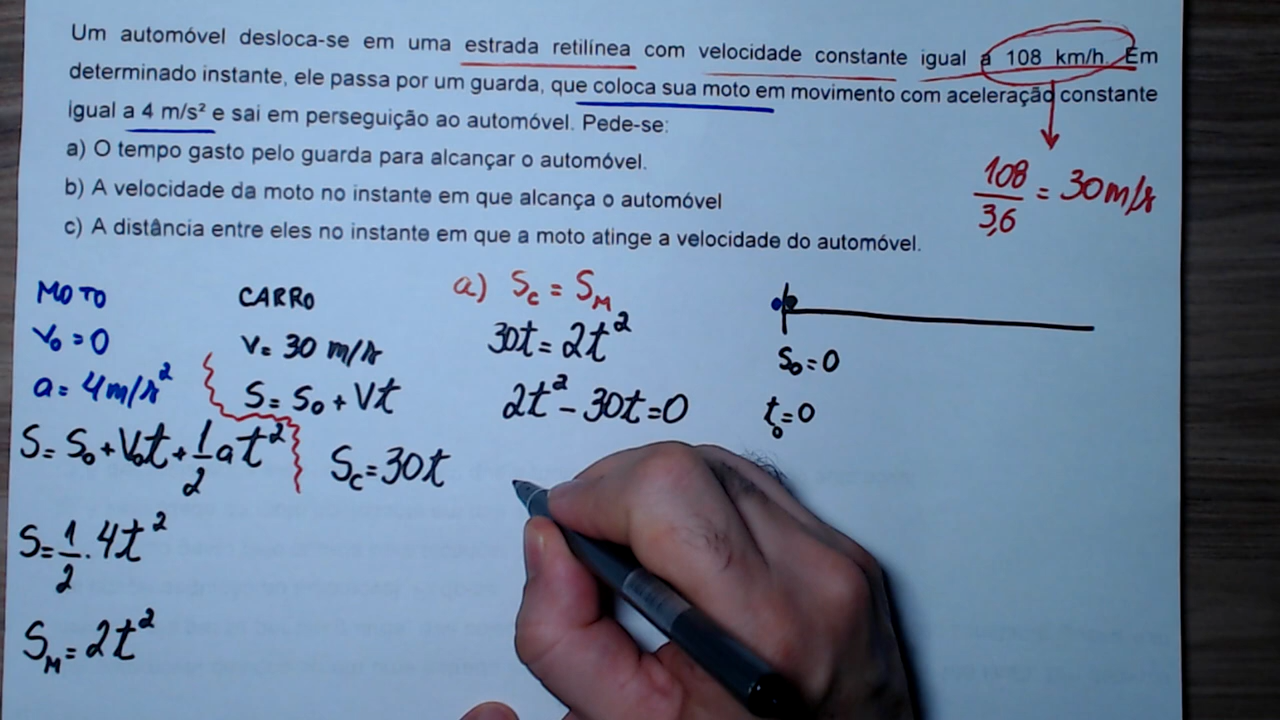 Um automóvel desloca-se em uma estrada retilínea com velocidade constante igual a 108 km/h. Em
determinado instante, ele passa por um guarda, que coloca sua moto em movimento com aceleração constante
igual a 4 m/s² e sai em perseguição ao automóvel. Pede-se:
a) O tempo gasto pelo guarda para alcançar o automóvel.
b) A velocidade da moto no instante em que alcança o automóvel
c) A distância entre eles no instante em que a moto atinge a velocidade do automóvel.
108/3,6 = 30 m/s
MOTO
V₀ = 0
a = 4 m/s²
S = S₀ + V₀t + 1/2 at²
S = 1/2 . 4t²
S_M = 2t²
CARRO
V = 30 m/s
S = S₀ + Vt
S_C = 30t
a) S_C = S_M
30t = 2t²
2t² - 30t = 0
S₀ = 0
t₀ = 0